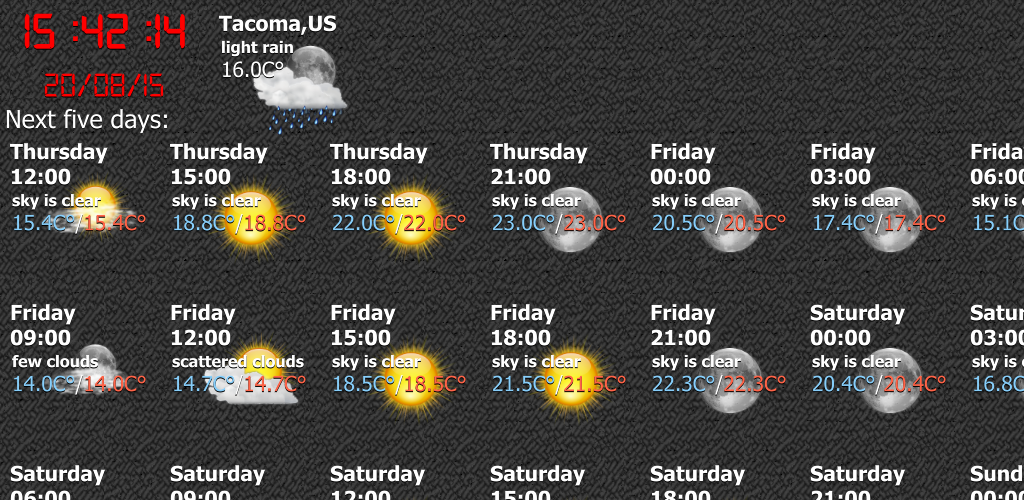 15:42:14
20/08/15
Tacoma,US
light rain
16.0C°
Next five days:
Thursday
12:00
sky is clear
15.4C°/15.4C°
Thursday
15:00
sky is clear
18.8C°/18.8C°
Thursday
18:00
sky is clear
22.0C°/22.0C°
Thursday
21:00
sky is clear
23.0C°/23.0C°
Friday
00:00
sky is clear
20.5C°/20.5C°
Friday
03:00
sky is clear
17.4C°/17.4C°
Frida
06:00
sky is c
15.1C
Friday
09:00
few clouds
14.0C°/14.0C°
Friday
12:00
scattered clouds
14.7C°/14.7C°
Friday
15:00
sky is clear
18.5C°/18.5C°
Friday
18:00
sky is clear
21.5C°/21.5C°
Friday
21:00
sky is clear
22.3C°/22.3C°
Saturday
00:00
sky is clear
20.4C°/20.4C°
Satur
03:00
sky is c
16.8C
Saturday
06:00
Saturday
09:00
Saturday
12:00
Saturday
15:00
Saturday
18:00
Saturday
21:00
Sund
00:00